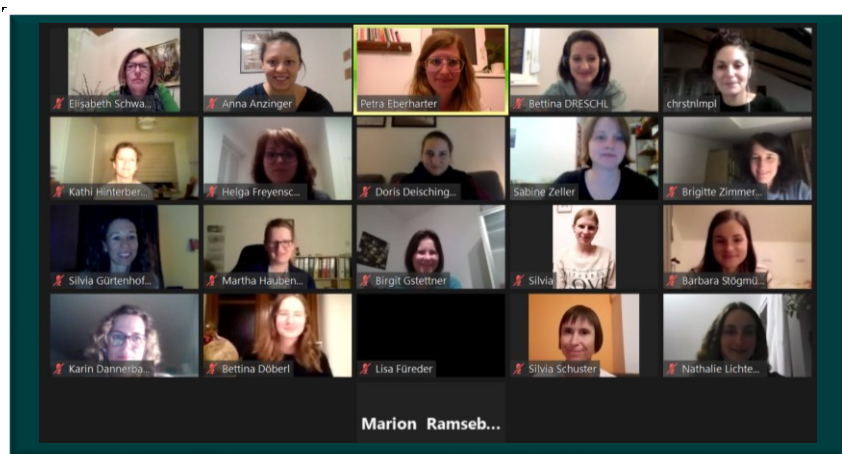 Elisabeth Schwa...
Anna Anzinger
Petra Eberharter
Bettina DRESCHL
chrstnlmpl
Kathi Hinterber...
Helga Freyensc...
Doris Deisching...
Sabine Zeller
Brigitte Zimmer...
Silvia Gürtenhof...
Martha Hauben...
Birgit Gstettner
Silvia
Barbara Stögmü...
Karin Dannerba...
Bettina Döberl
Lisa Füreder
Silvia Schuster
Nathalie Lichte...
Marion Ramseb...